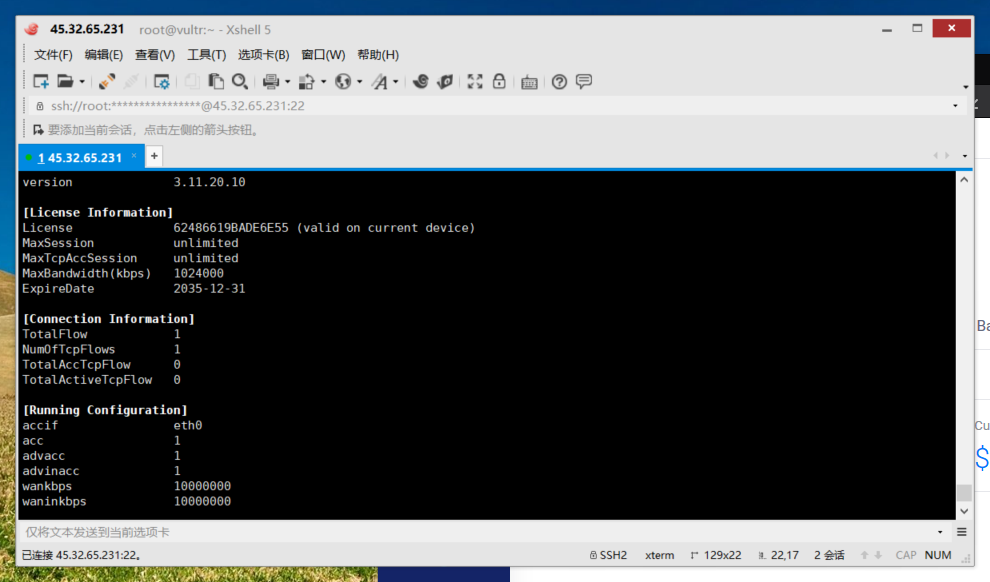 45.32.65.231 root@vultr:~ - Xshell 5
文件(F) 编辑(E) 查看(V) 工具(T) 选项卡(B) 窗口(W) 帮助(H)
ssh://root:****************@45.32.65.231:22
要添加当前会话，点击左侧的箭头按钮。
1 45.32.65.231 × +
version 3.11.20.10
[License Information]
License 62486619BADE6E55 (valid on current device)
MaxSession unlimited
MaxTcpAccSession unlimited
MaxBandwidth(kbps) 1024000
ExpireDate 2035-12-31
[Connection Information]
TotalFlow 1
NumOfTcpFlows 1
TotalAccTcpFlow 0
TotalActiveTcpFlow 0
[Running Configuration]
accif eth0
acc 1
advacc 1
advinacc 1
wankbps 10000000
waninkbps 10000000
仅将文本发送到当前选项卡
已连接 45.32.65.231:22。 SSH2 xterm 129x22 22,17 2 会话 CAP NUM
Ba
Cu
$